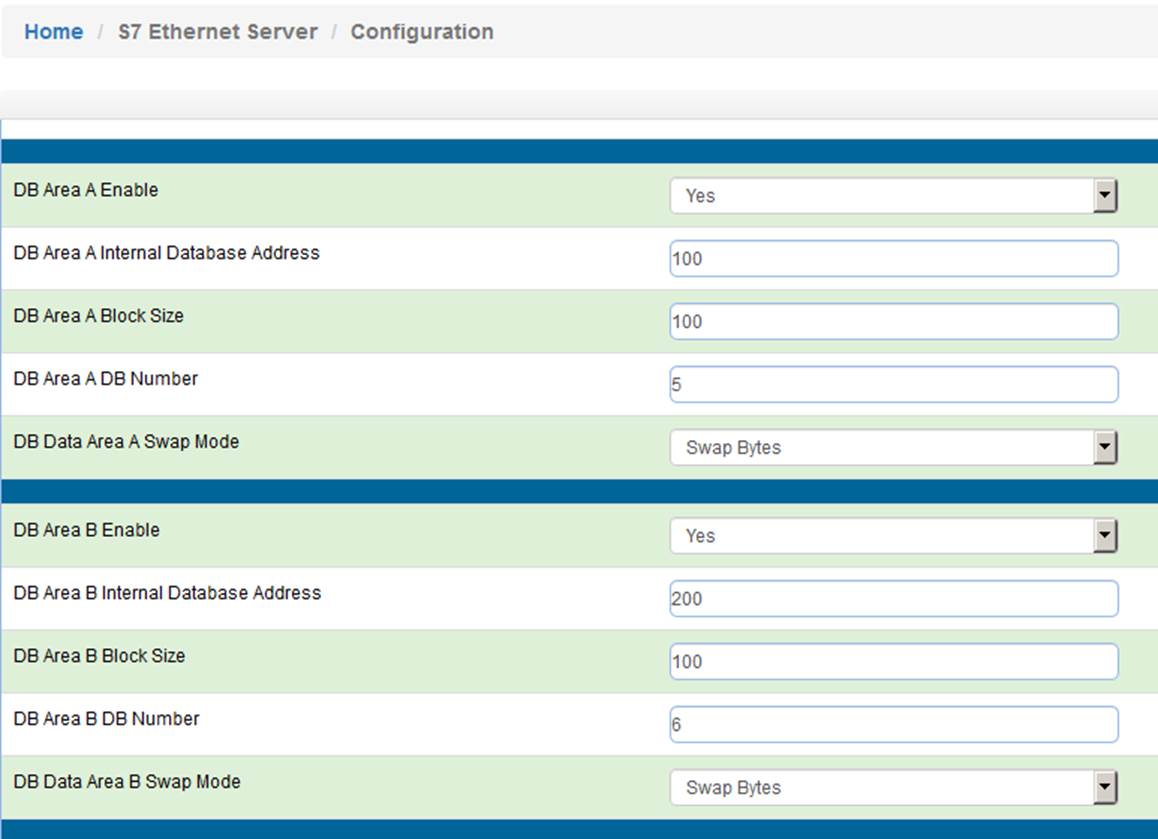 Home / S7 Ethernet Server / Configuration
DB Area A Enable Yes
DB Area A Internal Database Address 100
DB Area A Block Size 100
DB Area A DB Number 5
DB Data Area A Swap Mode Swap Bytes
DB Area B Enable Yes
DB Area B Internal Database Address 200
DB Area B Block Size 100
DB Area B DB Number 6
DB Data Area B Swap Mode Swap Bytes